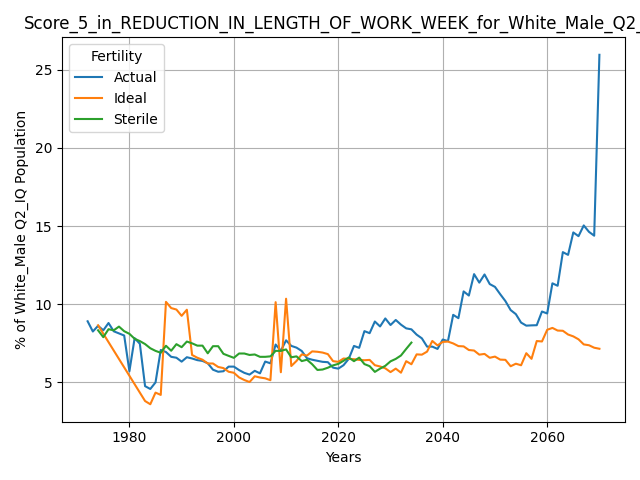 Score_5_in_REDUCTION_IN_LENGTH_OF_WORK_WEEK_for_White_Male_Q2_
Fertility
Actual
Ideal
Sterile
% of White_Male Q2_IQ Population
25
20
15
10
5
1980 2000 2020 2040 2060
Years